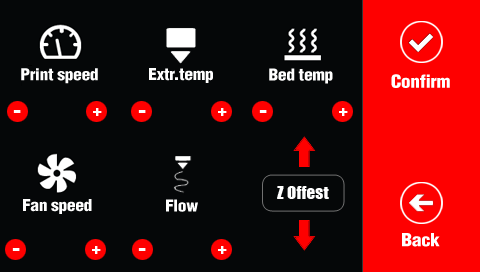 Print speed
Extr.temp
Bed temp
Confirm
- + - + - +
Fan speed
Flow
Z Offest
Back
- + - +